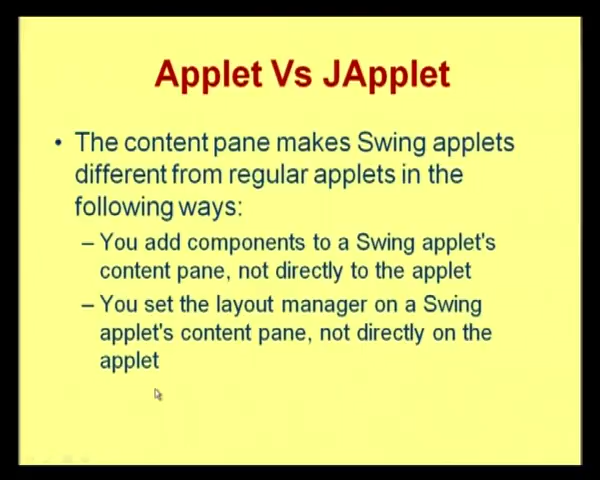 Applet Vs JApplet
• The content pane makes Swing applets
different from regular applets in the
following ways:
– You add components to a Swing applet's
content pane, not directly to the applet
– You set the layout manager on a Swing
applet's content pane, not directly on the
applet